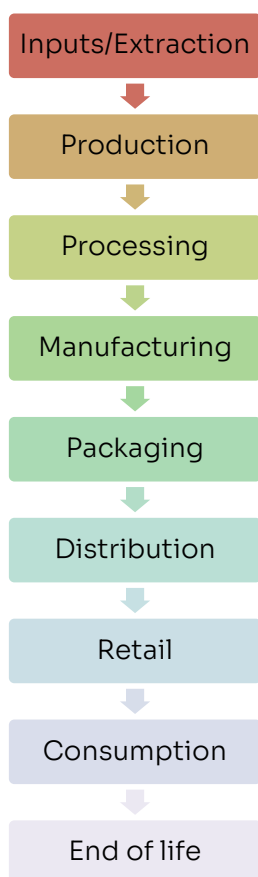 Inputs/Extraction
Production
Processing
Manufacturing
Packaging
Distribution
Retail
Consumption
End of life